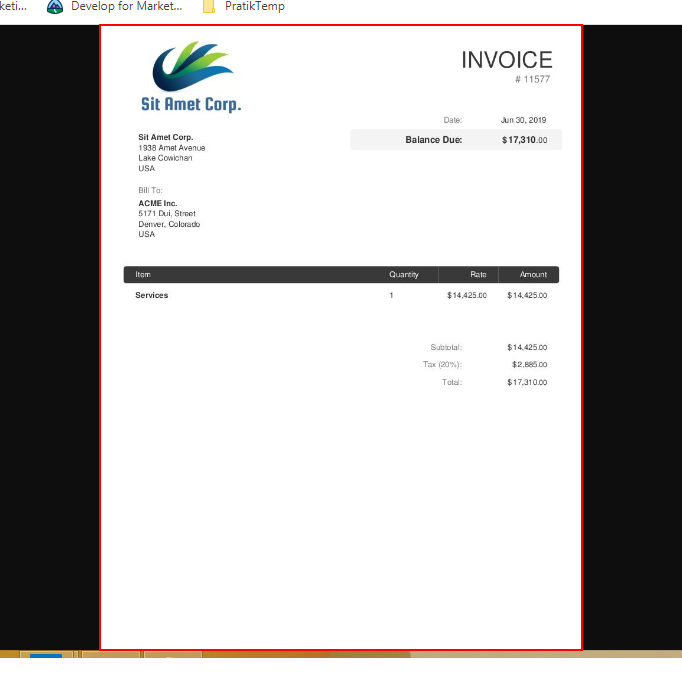 keti...
Develop for Market...
PratikTemp
Sit Amet Corp.
INVOICE
# 11577
Date: Jun 30, 2019
Balance Due: $17,310.00
Sit Amet Corp.
1938 Amet Avenue
Lake Cowichan
USA
Bill To:
ACME Inc.
5171 Dui, Street
Denver, Colorado
USA
Item Quantity Rate Amount
Services 1 $14,425.00 $14,425.00
Subtotal: $14,425.00
Tax (20%): $2,885.00
Total: $17,310.00